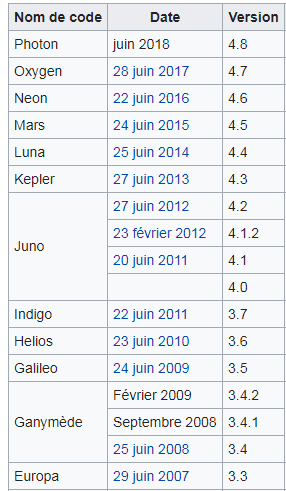 Nom de code Date Version
Photon juin 2018 4.8
Oxygen 28 juin 2017 4.7
Neon 22 juin 2016 4.6
Mars 24 juin 2015 4.5
Luna 25 juin 2014 4.4
Kepler 27 juin 2013 4.3
Juno 27 juin 2012 4.2
23 février 2012 4.1.2
20 juin 2011 4.1
4.0
Indigo 22 juin 2011 3.7
Helios 23 juin 2010 3.6
Galileo 24 juin 2009 3.5
Ganymède Février 2009 3.4.2
Septembre 2008 3.4.1
25 juin 2008 3.4
Europa 29 juin 2007 3.3